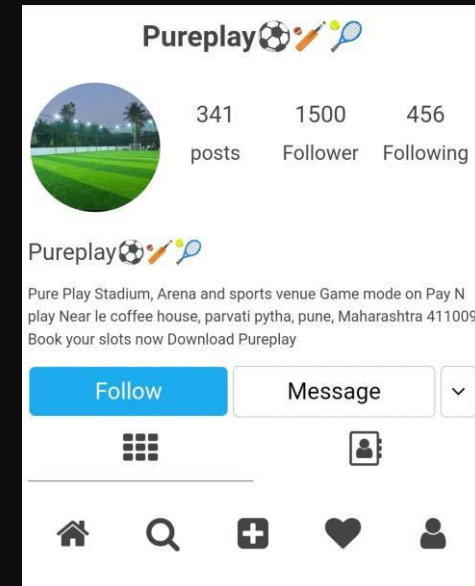 Pureplay⚽🏏🎾
341 1500 456
posts Follower Following
Pureplay⚽🏏🎾
Pure Play Stadium, Arena and sports venue Game mode on Pay N
play Near le coffee house, parvati pytha, pune, Maharashtra 411009
Book your slots now Download Pureplay
Follow Message